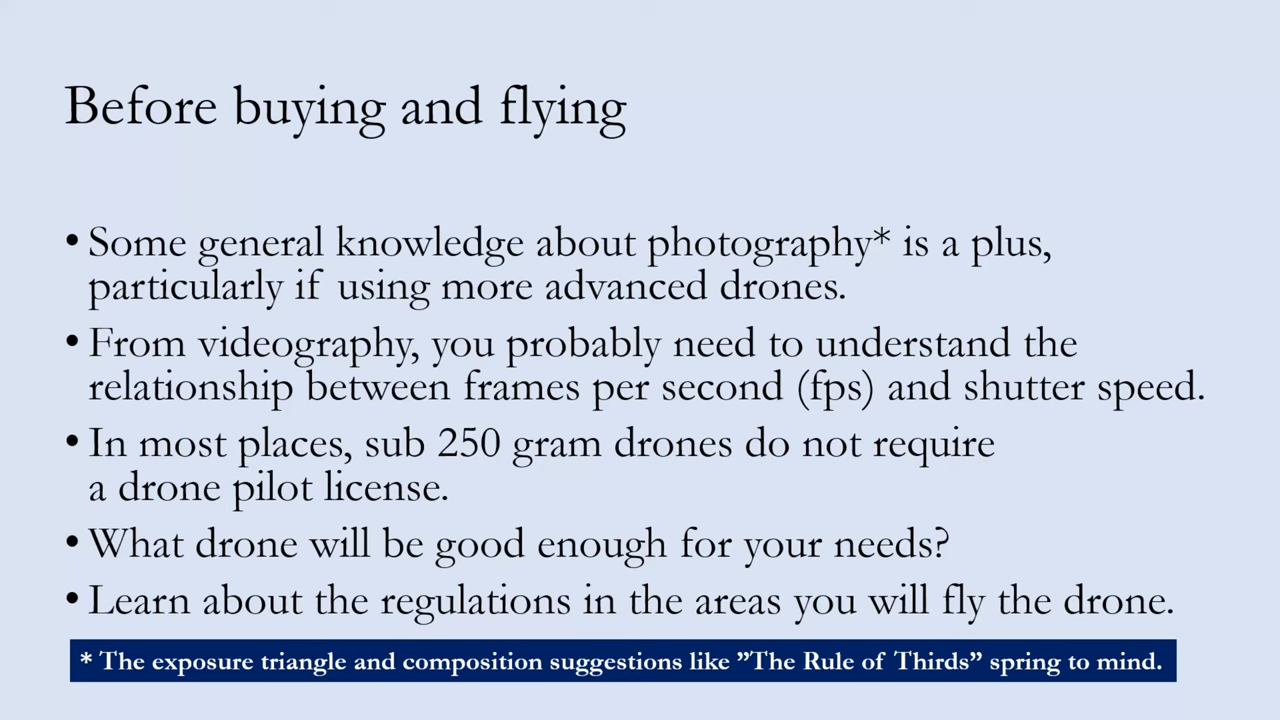 Before buying and flying
• Some general knowledge about photography* is a plus,
particularly if using more advanced drones.
• From videography, you probably need to understand the
relationship between frames per second (fps) and shutter speed.
• In most places, sub 250 gram drones do not require
a drone pilot license.
• What drone will be good enough for your needs?
• Learn about the regulations in the areas you will fly the drone.
* The exposure triangle and composition suggestions like ”The Rule of Thirds” spring to mind.